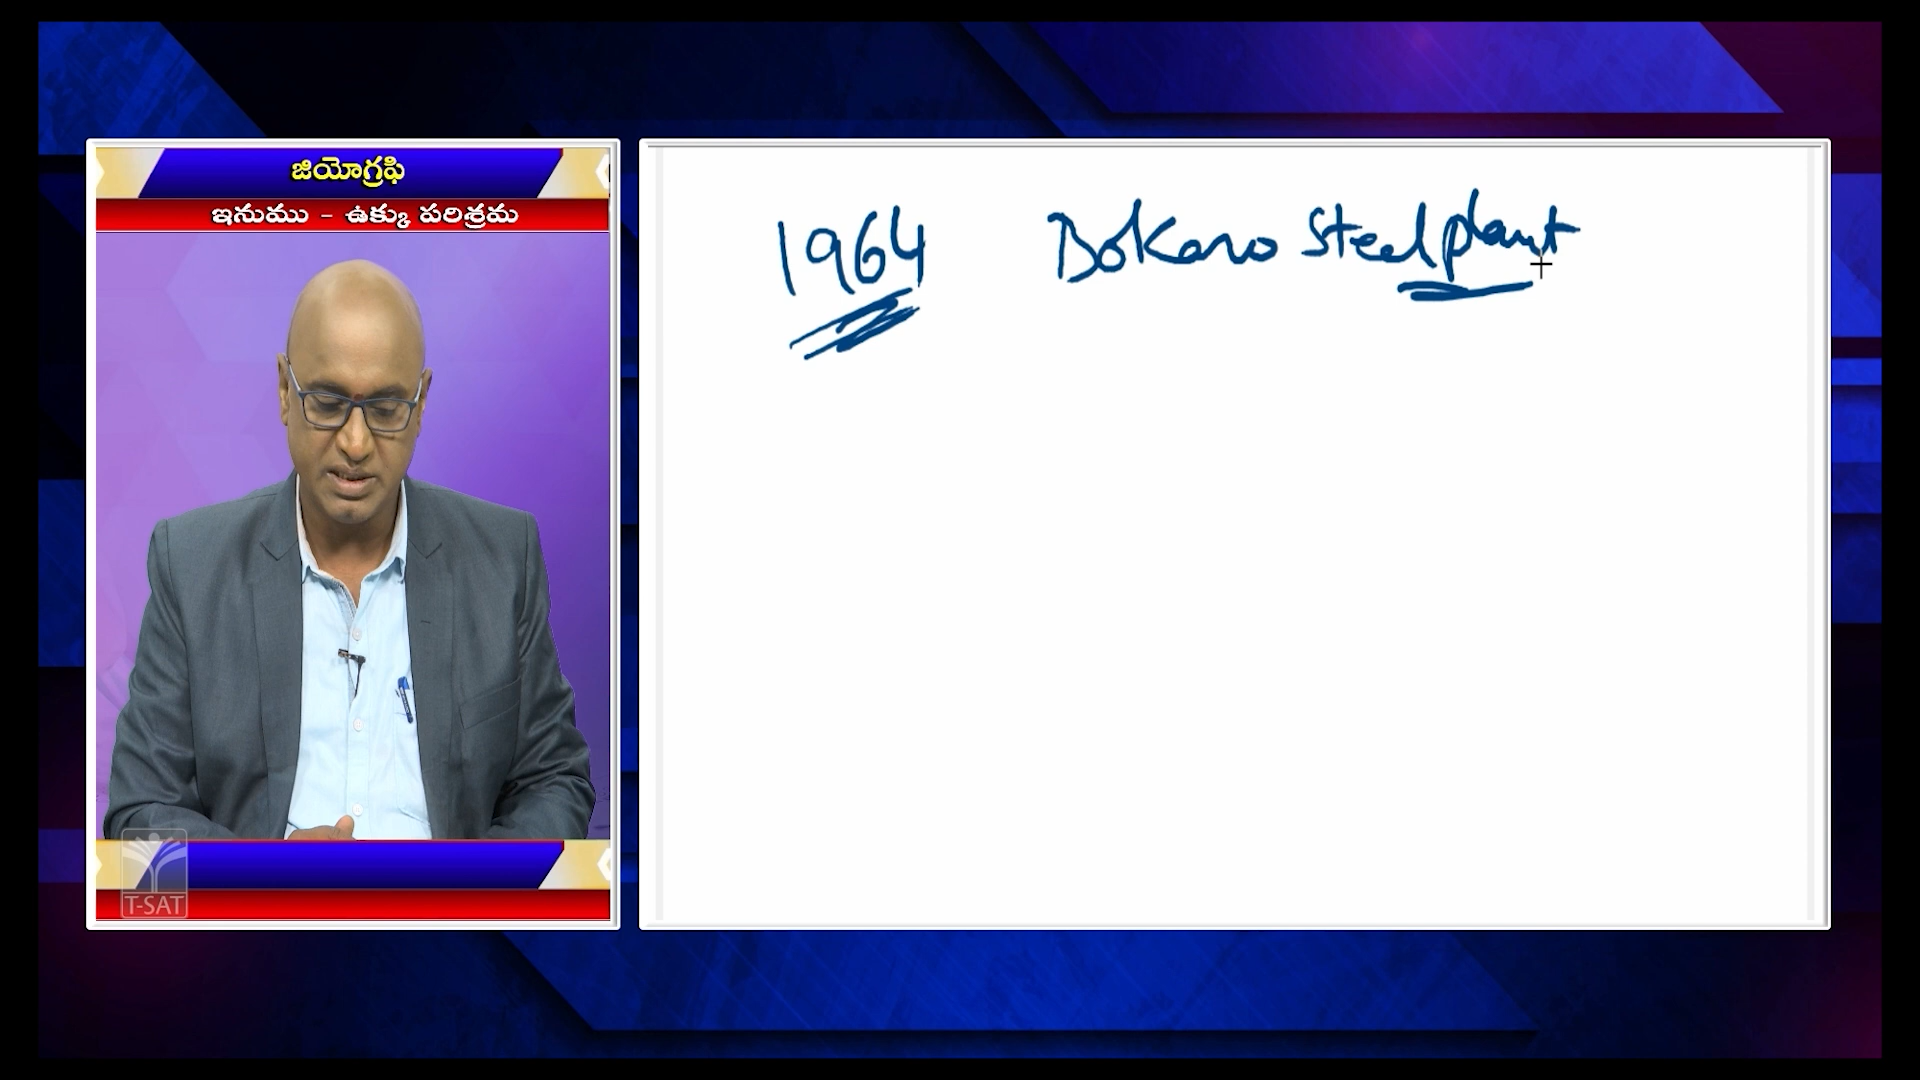 జియోగ్రఫి
ఇనుము - ఉక్కు పరిశ్రమ
1964 Bokaro Steel plant
T-SAT